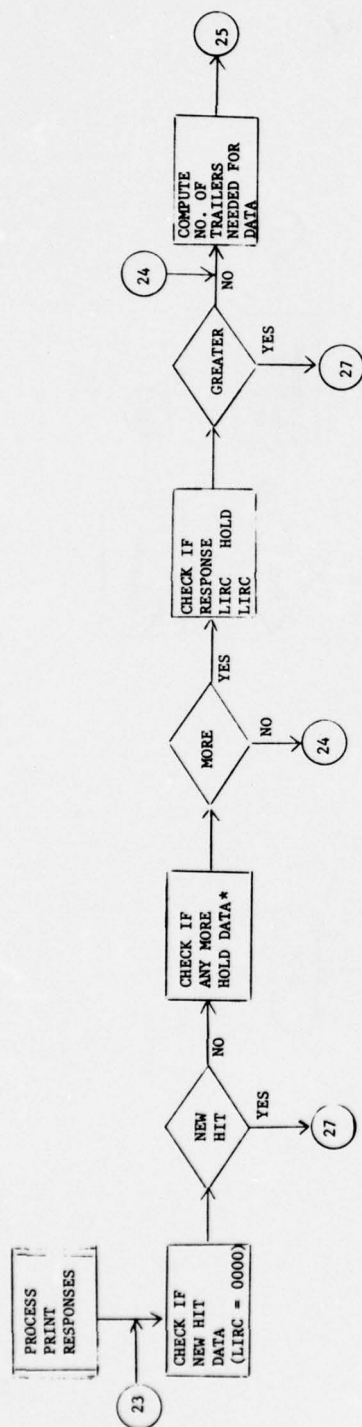 PROCESS
PRINT
RESPONSES
23
CHECK IF
NEW HIT
DATA
(LIRC = 0000)
NEW
HIT
YES
27
NO
CHECK IF
ANY MORE
HOLD DATA*
MORE
NO
24
YES
CHECK IF
RESPONSE
LIRC HOLD
LIRC
GREATER
YES
27
NO
24
COMPUTE
NO. OF
TRAILERS
NEEDED FOR
DATA
25